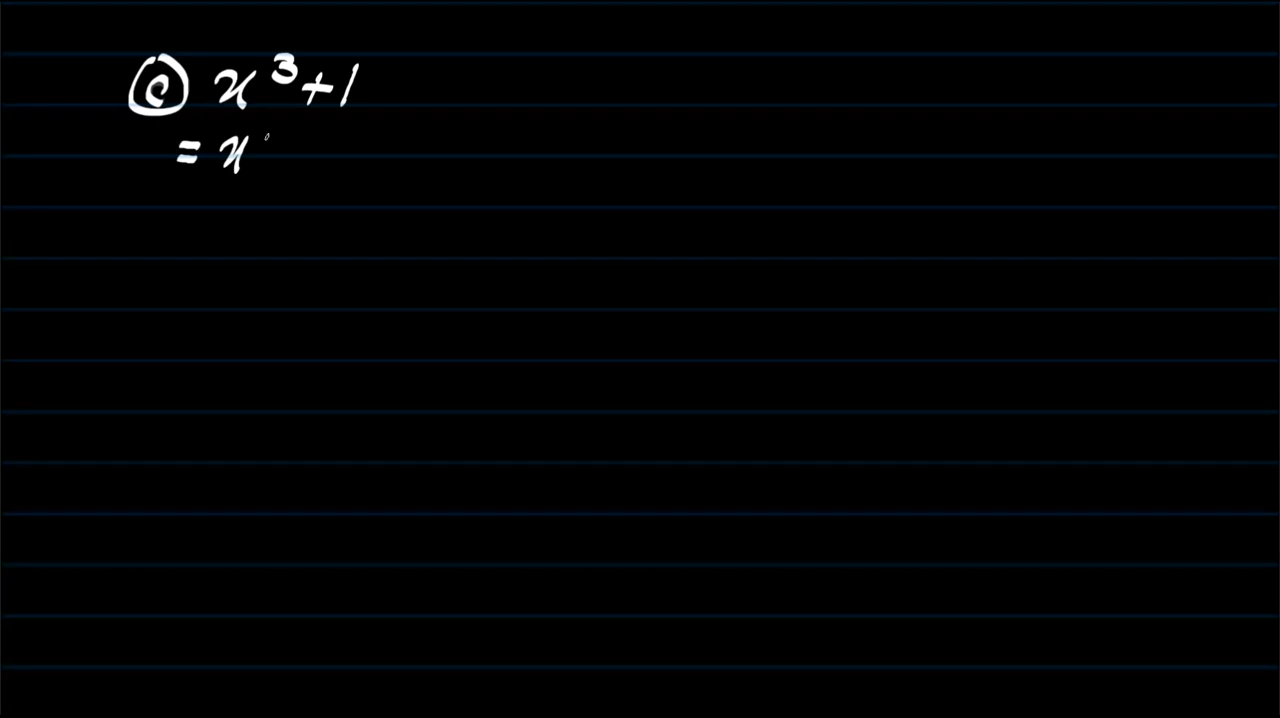 ⓒ x³+1
= x